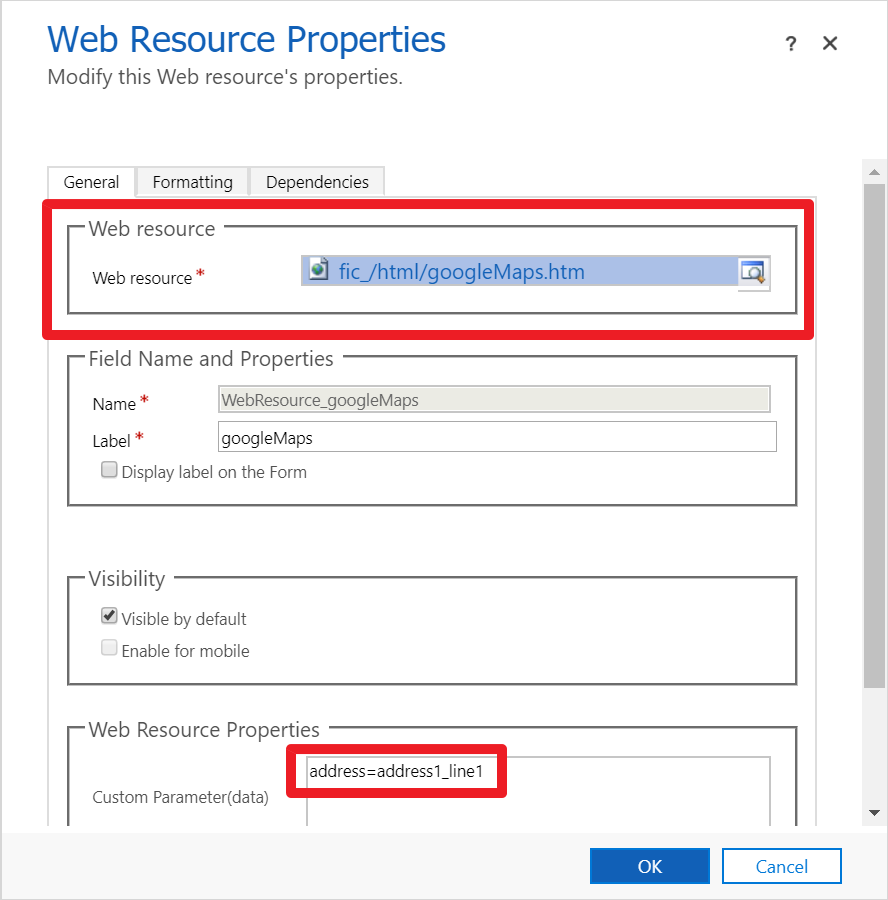 Web Resource Properties
? ✕
Modify this Web resource's properties.
General Formatting Dependencies
Web resource
Web resource * fic_/html/googleMaps.htm
Field Name and Properties
Name * WebResource_googleMaps
Label * googleMaps
Display label on the Form
Visibility
Visible by default
Enable for mobile
Web Resource Properties
address=address1_line1
Custom Parameter(data)
OK Cancel